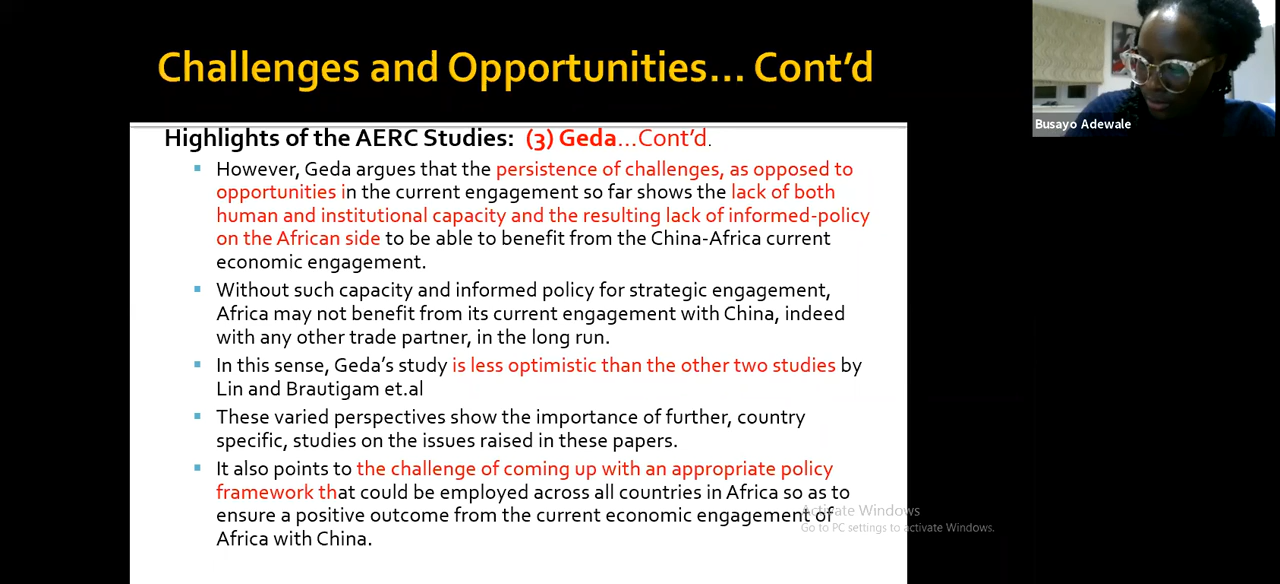 Challenges and Opportunities... Cont'd
Busayo Adewale
Highlights of the AERC Studies: (3) Geda...Cont'd.
However, Geda argues that the persistence of challenges, as opposed to
opportunities in the current engagement so far shows the lack of both
human and institutional capacity and the resulting lack of informed-policy
on the African side to be able to benefit from the China-Africa current
economic engagement.
Without such capacity and informed policy for strategic engagement,
Africa may not benefit from its current engagement with China, indeed
with any other trade partner, in the long run.
In this sense, Geda's study is less optimistic than the other two studies by
Lin and Brautigam et.al
These varied perspectives show the importance of further, country
specific, studies on the issues raised in these papers.
It also points to the challenge of coming up with an appropriate policy
framework that could be employed across all countries in Africa so as to
ensure a positive outcome from the current economic engagement of
Africa with China.
Activate Windows
Go to PC settings to activate Windows.